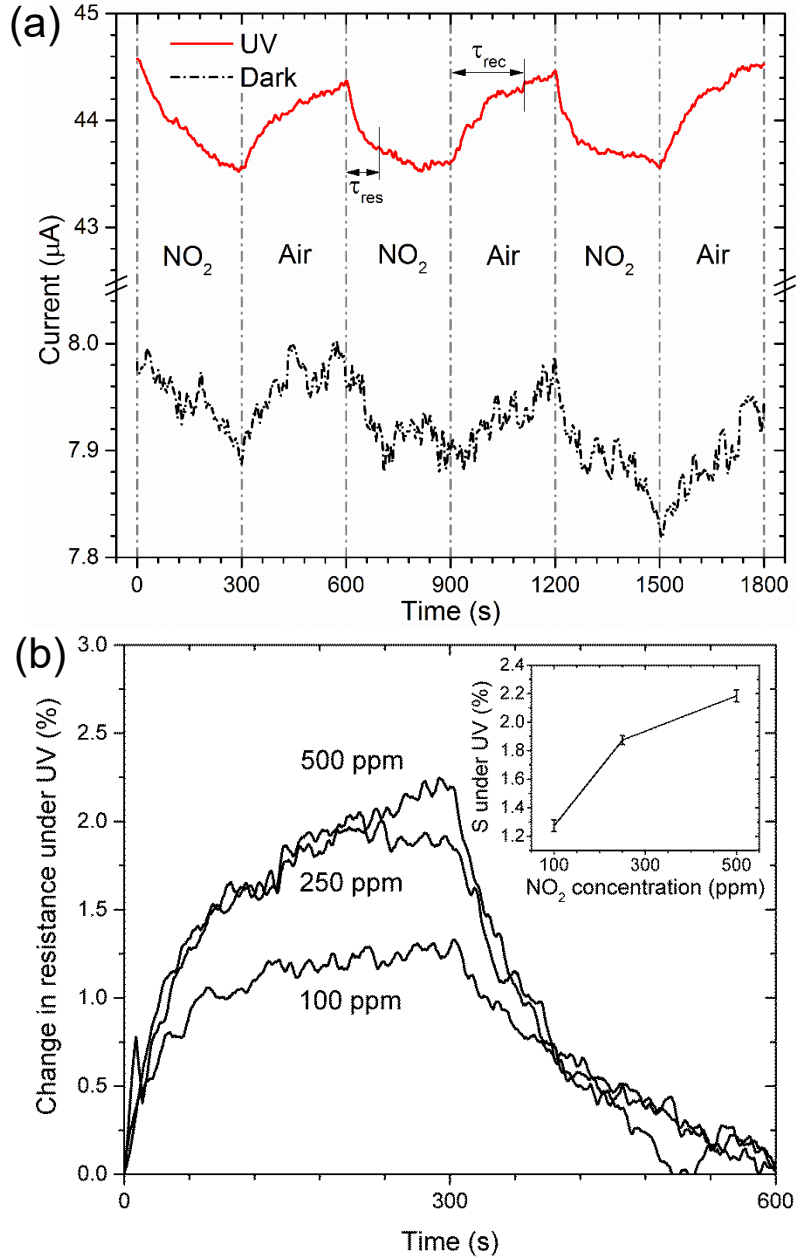 (a)
UV
Dark
τrec
τres
NO2 Air NO2 Air NO2 Air
Current (μA)
45
44
43
8.0
7.9
7.8
0 300 600 900 1200 1500 1800
Time (s)
(b)
Change in resistance under UV (%)
3.0
2.5
2.0
1.5
1.0
0.5
0.0
500 ppm
250 ppm
100 ppm
0 300 600
Time (s)
S under UV (%)
2.4
2.2
2.0
1.8
1.6
1.4
1.2
100 300 500
NO2 concentration (ppm)